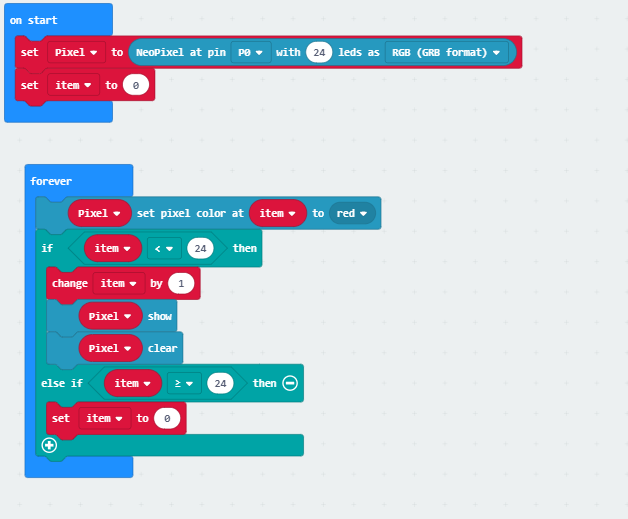 on start
set Pixel to NeoPixel at pin P0 with 24 leds as RGB (GRB format)
set item to 0
forever
Pixel set pixel color at item to red
if item < 24 then
change item by 1
Pixel show
Pixel clear
else if item ≥ 24 then
set item to 0